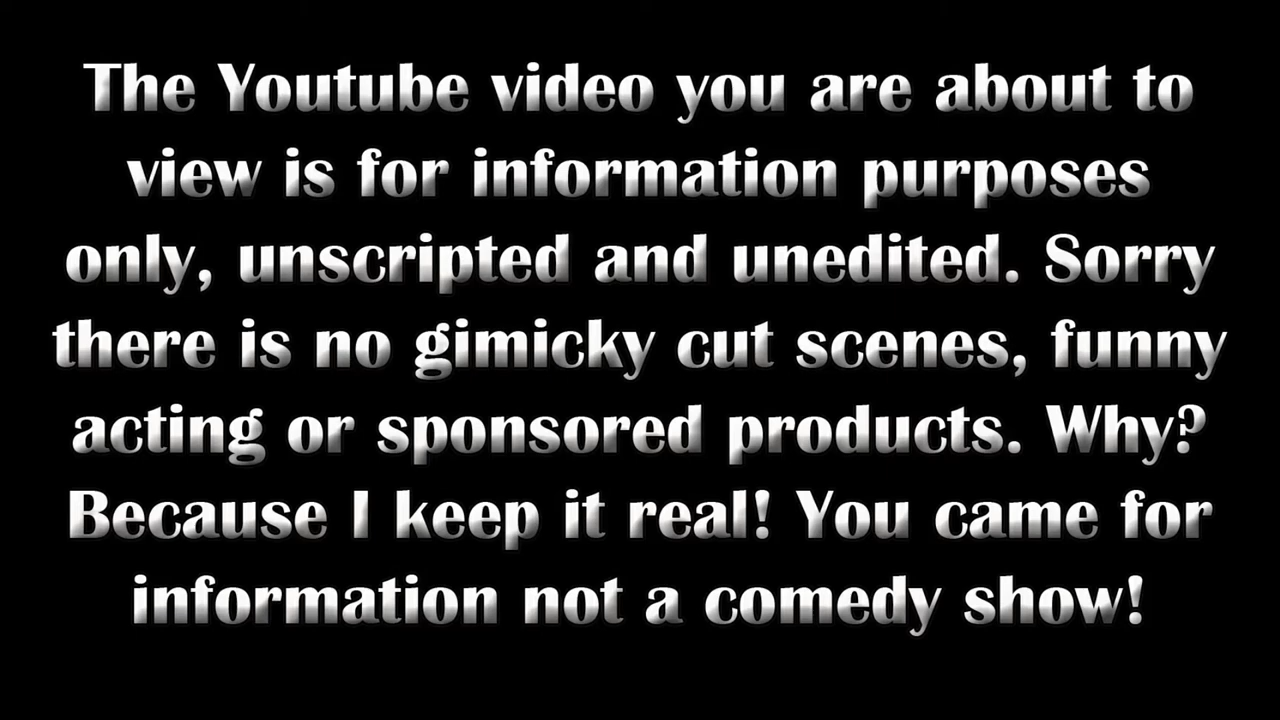 The Youtube video you are about to
view is for information purposes
only, unscripted and unedited. Sorry
there is no gimicky cut scenes, funny
acting or sponsored products. Why?
Because I keep it real! You came for
information not a comedy show!